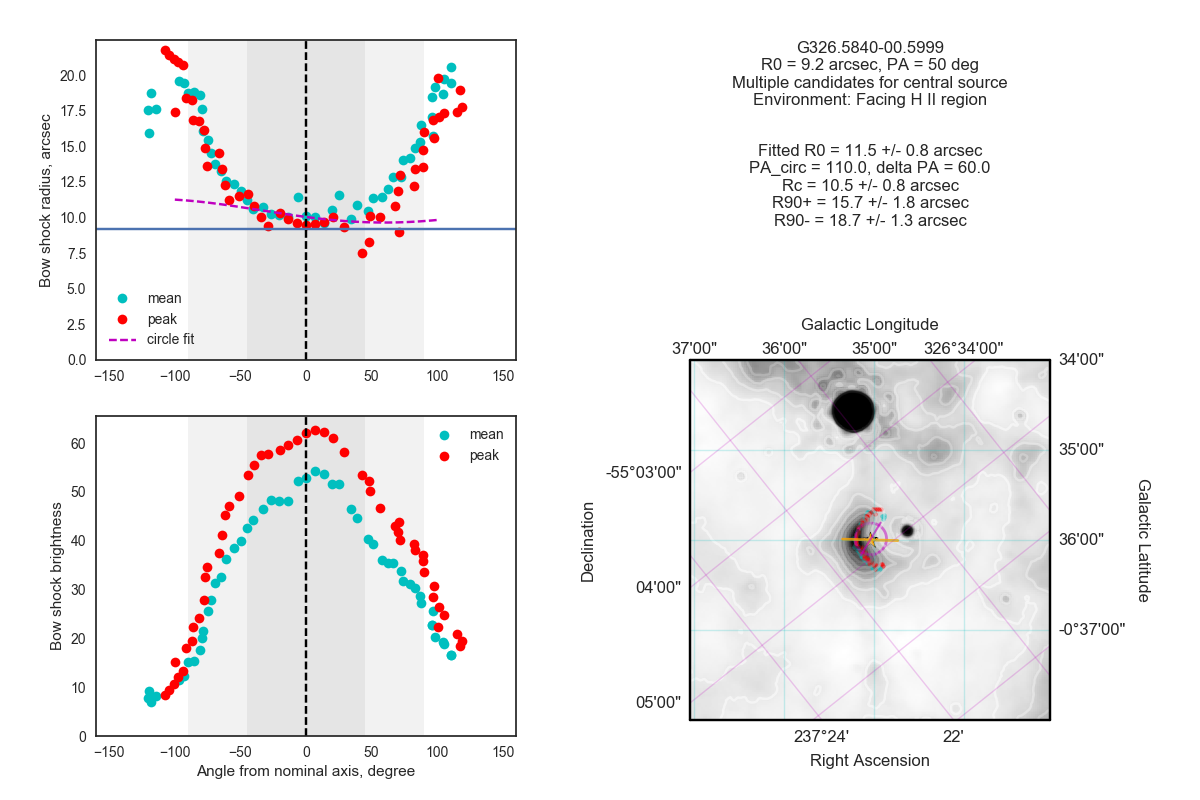 G326.5840-00.5999
R0 = 9.2 arcsec, PA = 50 deg
Multiple candidates for central source
Environment: Facing H II region
Fitted R0 = 11.5 +/- 0.8 arcsec
PA_circ = 110.0, delta PA = 60.0
Rc = 10.5 +/- 0.8 arcsec
R90+ = 15.7 +/- 1.8 arcsec
R90- = 18.7 +/- 1.3 arcsec
Bow shock radius, arcsec
20.0
17.5
15.0
12.5
10.0
7.5
5.0
2.5
0.0
mean
peak
circle fit
−150 −100 −50 0 50 100 150
Bow shock brightness
60
50
40
30
20
10
0
mean
peak
−150 −100 −50 0 50 100 150
Angle from nominal axis, degree
Galactic Longitude
37'00" 36'00" 35'00" 326°34'00"
34'00"
35'00"
36'00"
-0°37'00"
Galactic Latitude
Declination
-55°03'00"
04'00"
05'00"
237°24' 22'
Right Ascension